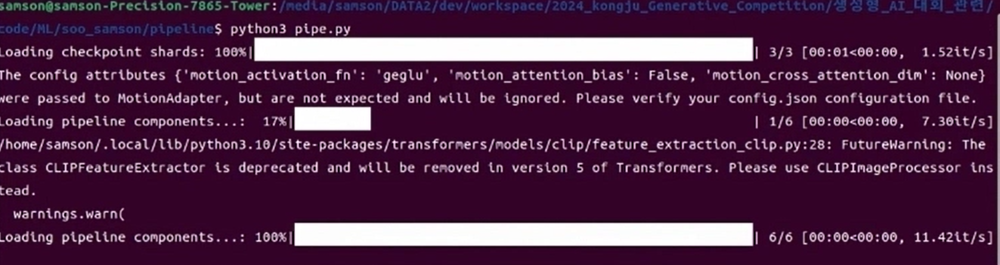 samson@samson-Precision-7865-Tower:/media/samson/DATA2/dev/workspace/2024_kongju_Generative_Competition/생성형_AI_대회_관련/
code/ML/soo_samson/pipeline$ python3 pipe.py
Loading checkpoint shards: 100%| | 3/3 [00:01<00:00, 1.52it/s]
The config attributes {'motion_activation_fn': 'geglu', 'motion_attention_bias': False, 'motion_cross_attention_dim': None}
were passed to MotionAdapter, but are not expected and will be ignored. Please verify your config.json configuration file.
Loading pipeline components...: 17%| | 1/6 [00:00<00:00, 7.30it/s]
/home/samson/.local/lib/python3.10/site-packages/transformers/models/clip/feature_extraction_clip.py:28: FutureWarning: The
class CLIPFeatureExtractor is deprecated and will be removed in version 5 of Transformers. Please use CLIPImageProcessor ins
tead.
warnings.warn(
Loading pipeline components...: 100%| | 6/6 [00:00<00:00, 11.42it/s]